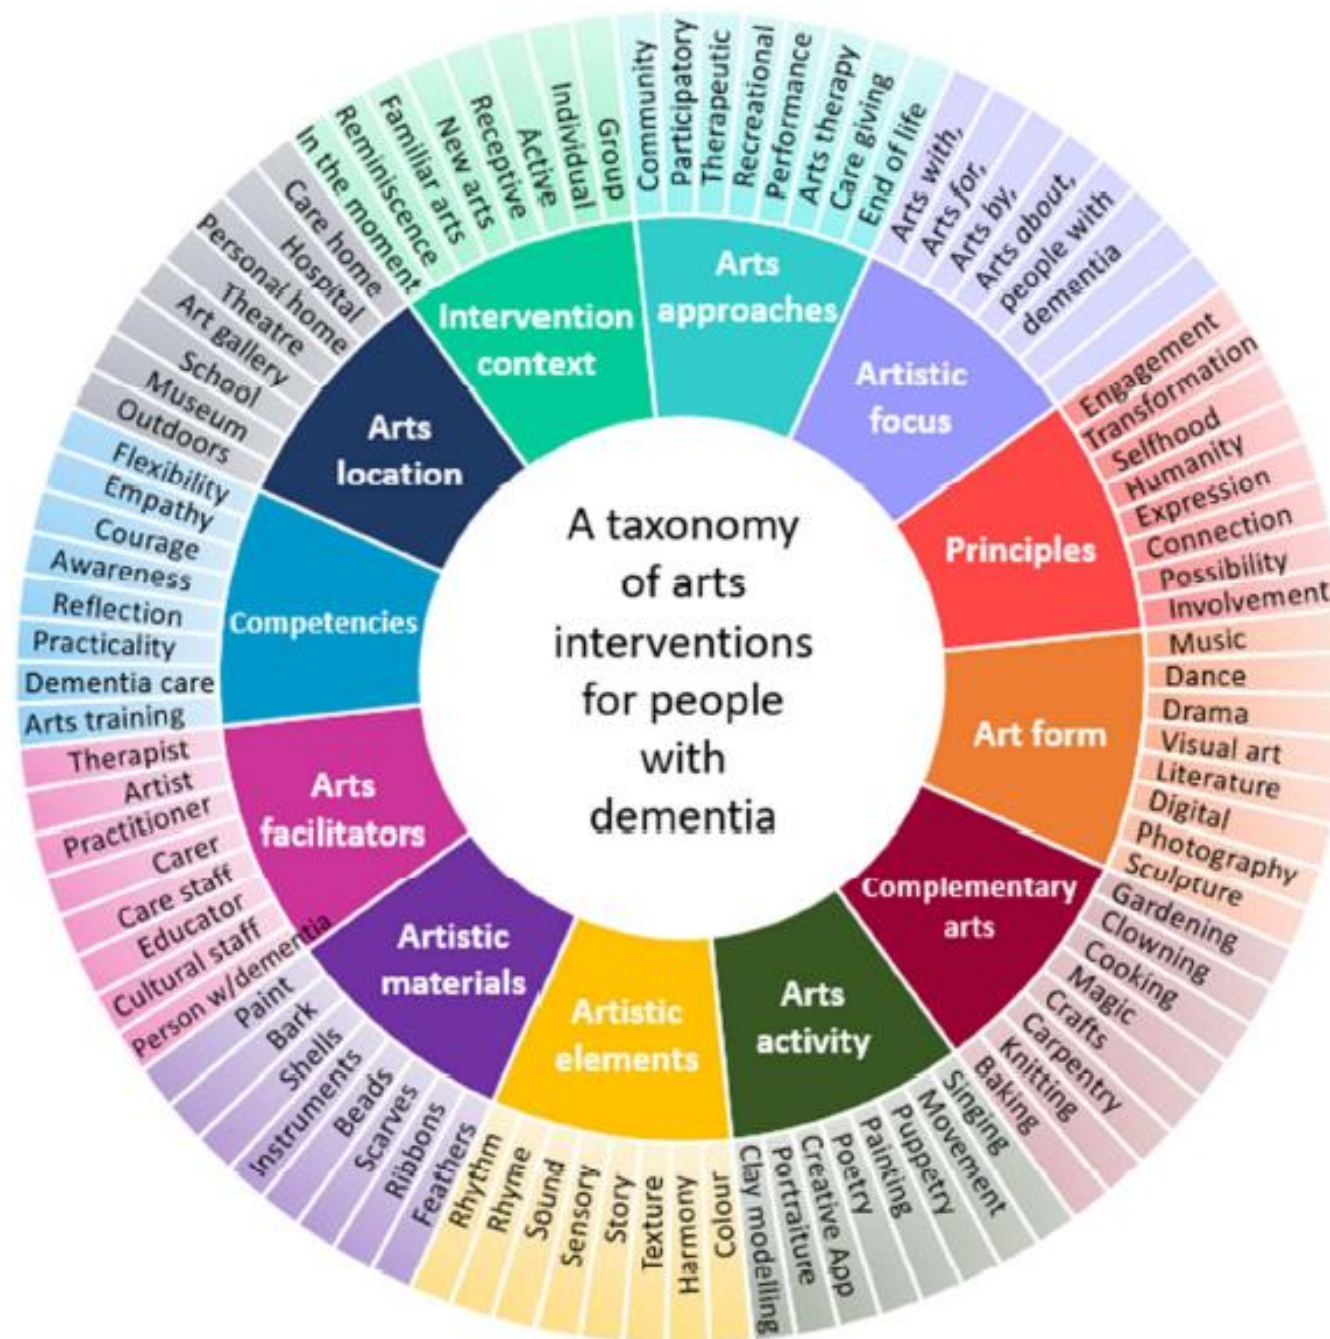 A taxonomy
of arts
interventions
for people
with
dementia
Arts
approaches
Community
Participatory
Therapeutic
Recreational
Performance
Arts therapy
Care giving
End of life
Artistic
focus
Arts with,
Arts for,
Arts by,
Arts about,
people with
dementia
Principles
Engagement
Transformation
Selfhood
Humanity
Expression
Connection
Possibility
Involvement
Art form
Music
Dance
Drama
Visual art
Literature
Digital
Photography
Sculpture
Complementary
arts
Gardening
Clowning
Cooking
Magic
Crafts
Carpentry
Knitting
Baking
Arts
activity
Singing
Movement
Puppetry
Painking
Poetry
Creative App
Portraiture
Clay modelling
Artistic
elements
Colour
Harmony
Texture
Story
Sensory
Sound
Rhyme
Rhythm
Artistic
materials
Feathers
Ribbons
Scarves
Beads
Instruments
Shells
Bark
Paint
Arts
facilitators
Person w/dementia
Cultural staff
Educator
Care staff
Carer
Practitioner
Artist
Therapist
Competencies
Arts training
Dementia care
Practicality
Reflection
Awareness
Courage
Empathy
Flexibility
Arts
location
Outdoors
Museum
School
Art gallery
Theatre
Personal home
Hospital
Care home
Intervention
context
In the moment
Reminiscence
Familiar arts
New arts
Receptive
Active
Individual
Group